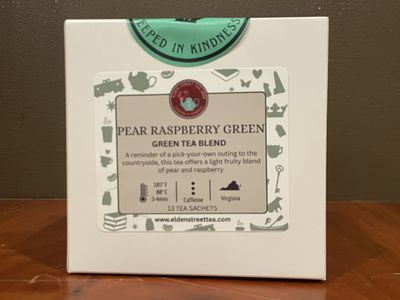 STEEPED IN KINDNESS
PEAR RASPBERRY GREEN
GREEN TEA BLEND
A reminder of a pick-your-own outing to the
countryside, this tea offers a light fruity blend
of pear and raspberry
185° F
88° C
3-4min
Caffeine
Virginia
13 TEA SACHETS
www.eldenstreettea.com